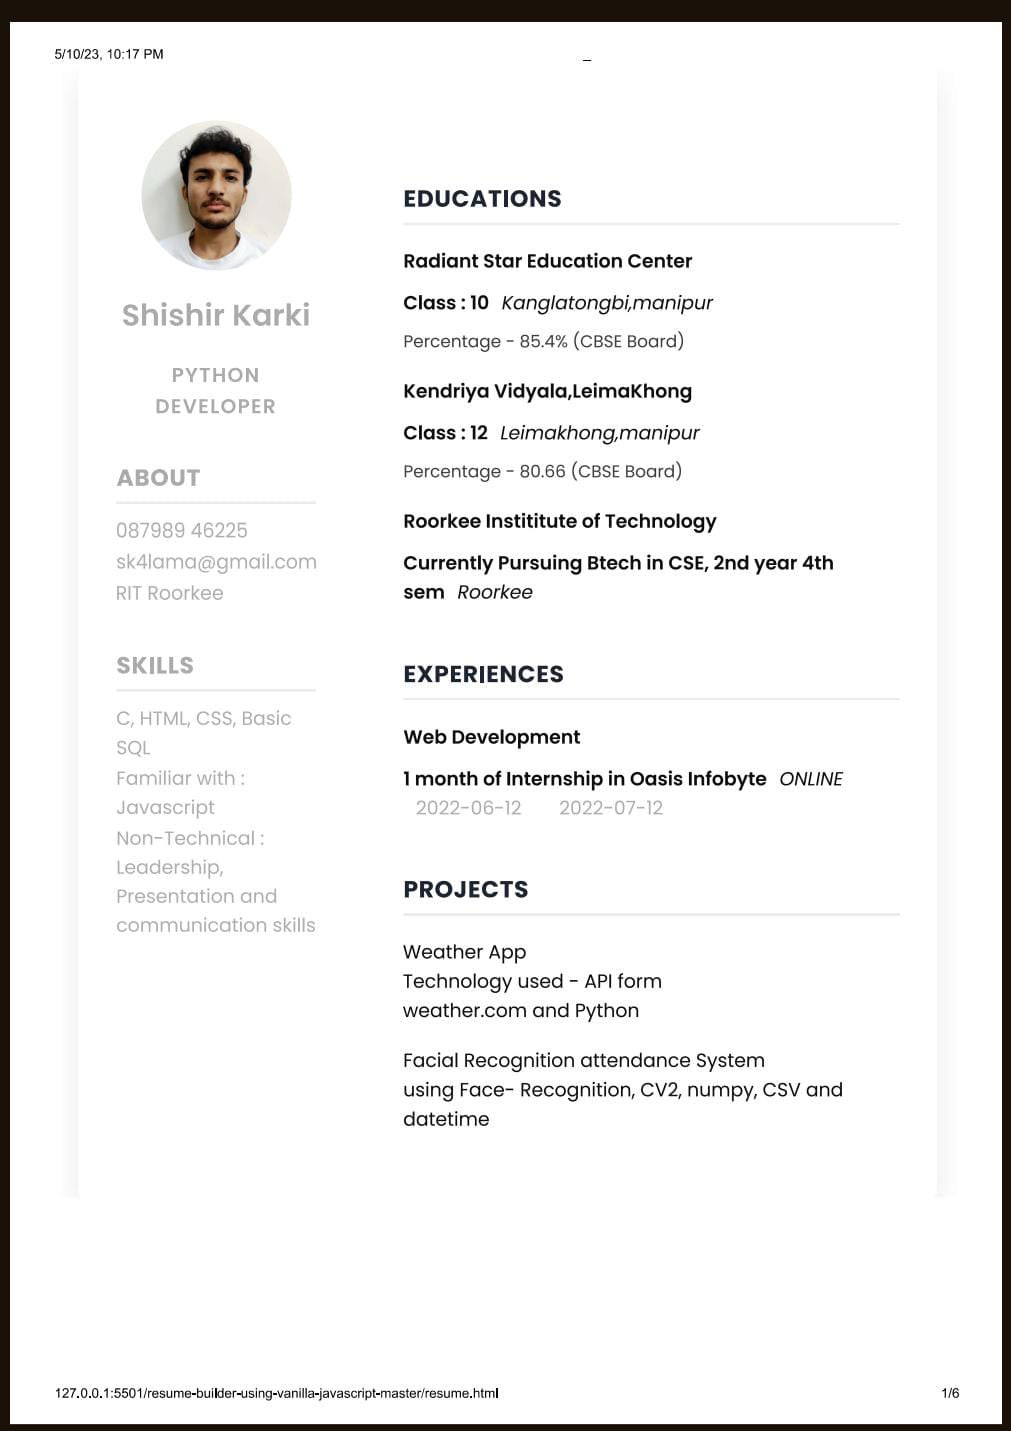 5/10/23, 10:17 PM
_
Shishir Karki
PYTHON
DEVELOPER
ABOUT
087989 46225
sk4lama@gmail.com
RIT Roorkee
SKILLS
C, HTML, CSS, Basic
SQL
Familiar with :
Javascript
Non-Technical :
Leadership,
Presentation and
communication skills
EDUCATIONS
Radiant Star Education Center
Class : 10 Kanglatongbi,manipur
Percentage - 85.4% (CBSE Board)
Kendriya Vidyala,LeimaKhong
Class : 12 Leimakhong,manipur
Percentage - 80.66 (CBSE Board)
Roorkee Instititute of Technology
Currently Pursuing Btech in CSE, 2nd year 4th
sem Roorkee
EXPERIENCES
Web Development
1 month of Internship in Oasis Infobyte ONLINE
2022-06-12 2022-07-12
PROJECTS
Weather App
Technology used - API form
weather.com and Python
Facial Recognition attendance System
using Face- Recognition, CV2, numpy, CSV and
datetime
127.0.0.1:5501/resume-builder-using-vanilla-javascript-master/resume.html
1/6